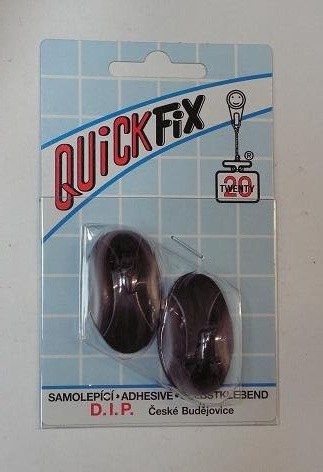 QUiCK FiX
®
20
TWENTY
SAMOLEPÍCÍ • ADHESIVE • SELBSTKLEBEND
D.I.P. České Budějovice